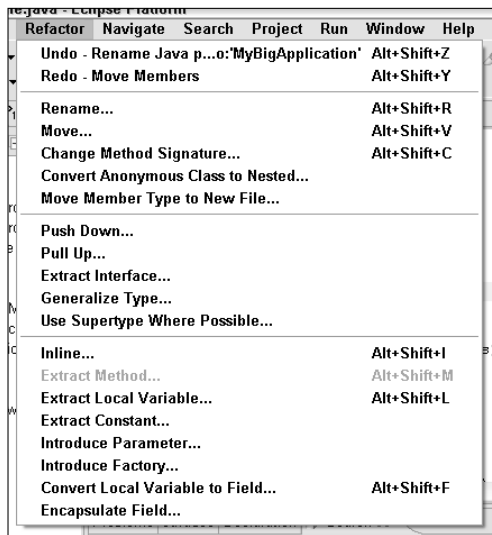 Refactor Navigate Search Project Run Window Help
Undo - Rename Java p...o:'MyBigApplication' Alt+Shift+Z
Redo - Move Members Alt+Shift+Y
Rename... Alt+Shift+R
Move... Alt+Shift+V
Change Method Signature... Alt+Shift+C
Convert Anonymous Class to Nested...
Move Member Type to New File...
Push Down...
Pull Up...
Extract Interface...
Generalize Type...
Use Supertype Where Possible...
Inline... Alt+Shift+I
Extract Method... Alt+Shift+M
Extract Local Variable... Alt+Shift+L
Extract Constant...
Introduce Parameter...
Introduce Factory...
Convert Local Variable to Field... Alt+Shift+F
Encapsulate Field...